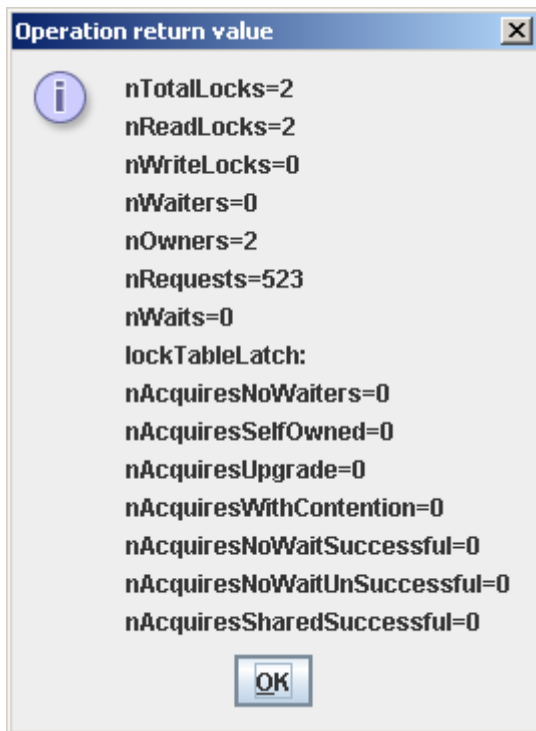 Operation return value
nTotalLocks=2
nReadLocks=2
nWriteLocks=0
nWaiters=0
nOwners=2
nRequests=523
nWaits=0
lockTableLatch:
nAcquiresNoWaiters=0
nAcquiresSelfOwned=0
nAcquiresUpgrade=0
nAcquiresWithContention=0
nAcquiresNoWaitSuccessful=0
nAcquiresNoWaitUnSuccessful=0
nAcquiresSharedSuccessful=0
OK